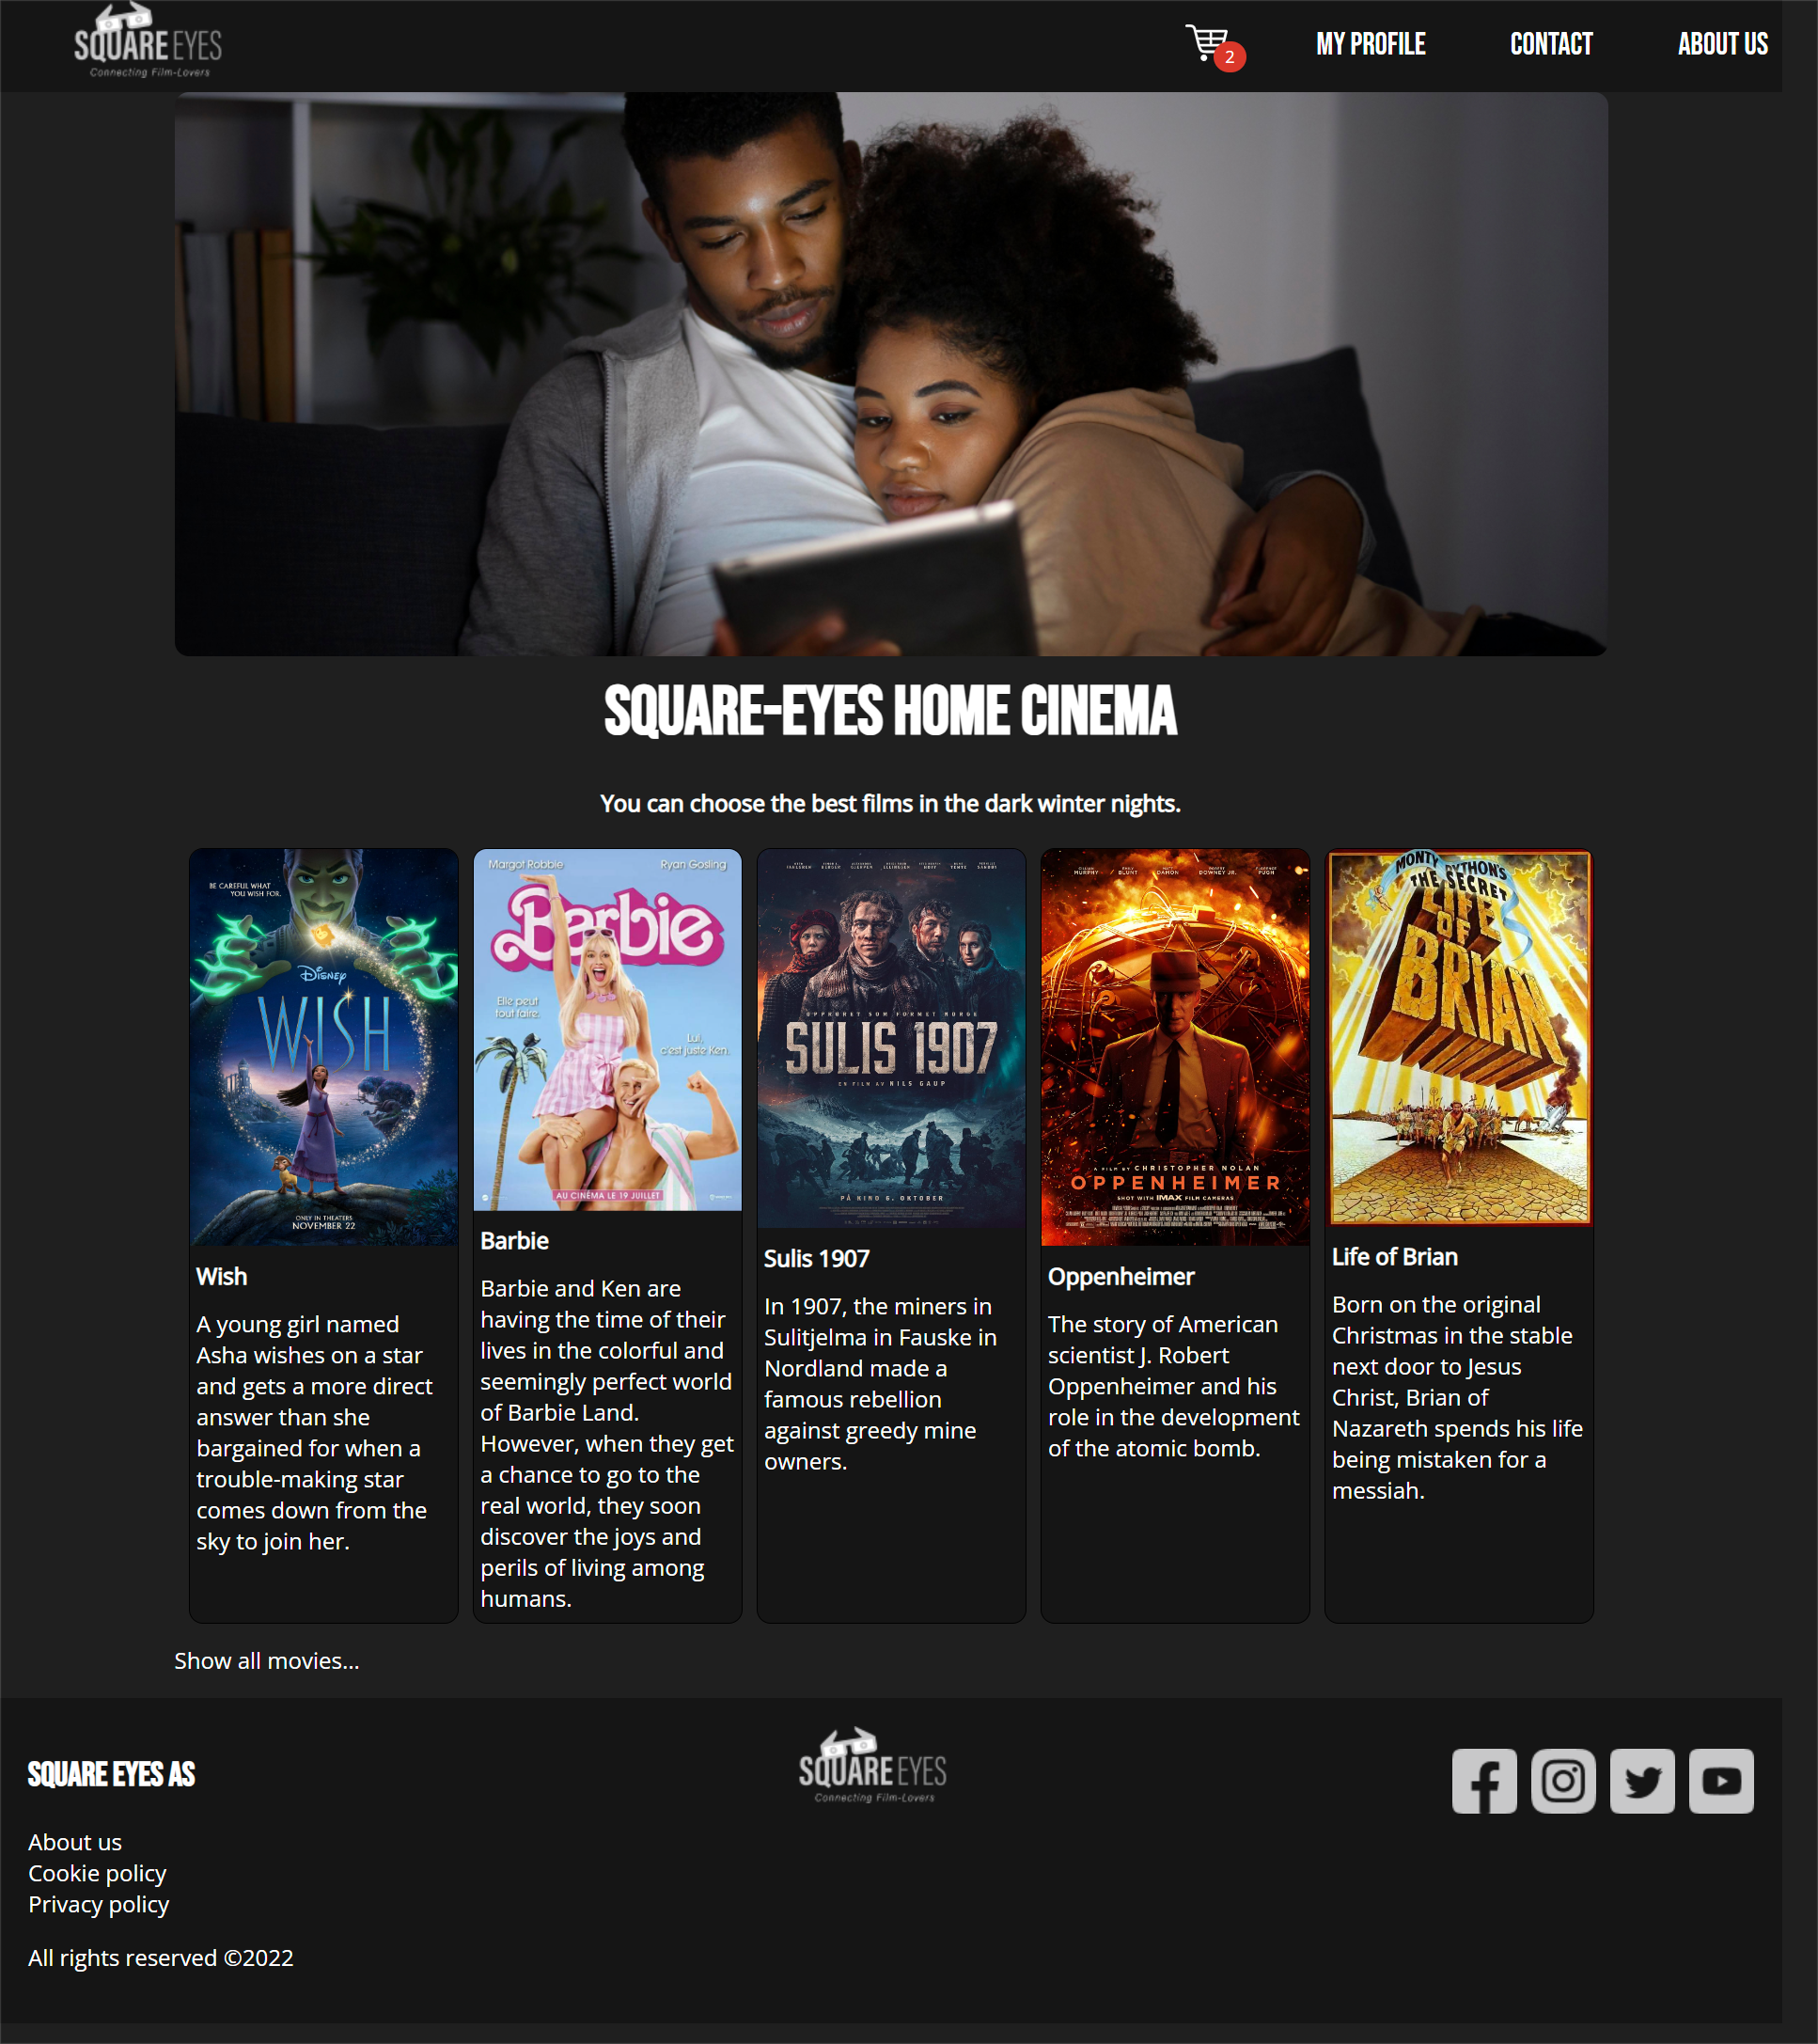 SQUARE EYES
Connecting Film-Lovers
2
MY PROFILE
CONTACT
ABOUT US
SQUARE-EYES HOME CINEMA
You can choose the best films in the dark winter nights.
BE CAREFUL WHAT
YOU WISH FOR.
Disney
WISH
ONLY IN THEATERS
NOVEMBER 22
Wish
A young girl named
Asha wishes on a star
and gets a more direct
answer than she
bargained for when a
trouble-making star
comes down from the
sky to join her.
Margot Robbie
Ryan Gosling
Barbie
Elle peut
tout faire.
Lui,
c'est juste Ken.
AU CINÉMA LE 19 JUILLET
Barbie
Barbie and Ken are
having the time of their
lives in the colorful and
seemingly perfect world
of Barbie Land.
However, when they get
a chance to go to the
real world, they soon
discover the joys and
perils of living among
humans.
OPPRØRET SOM FORMET NORGE
SULIS 1907
EN FILM AV NILS GAUP
PÅ KINO 6. OKTOBER
Sulis 1907
In 1907, the miners in
Sulitjelma in Fauske in
Nordland made a
famous rebellion
against greedy mine
owners.
MURPHY
BLUNT
DAMON
DOWNEY JR.
PUGH
A FILM BY CHRISTOPHER NOLAN
OPPENHEIMER
SHOT WITH IMAX FILM CAMERAS
Oppenheimer
The story of American
scientist J. Robert
Oppenheimer and his
role in the development
of the atomic bomb.
MONTY PYTHON'S
THE SECRET
LIFE
OF
BRIAN
Life of Brian
Born on the original
Christmas in the stable
next door to Jesus
Christ, Brian of
Nazareth spends his life
being mistaken for a
messiah.
Show all movies...
SQUARE EYES AS
About us
Cookie policy
Privacy policy
All rights reserved ©2022
SQUARE EYES
Connecting Film-Lovers